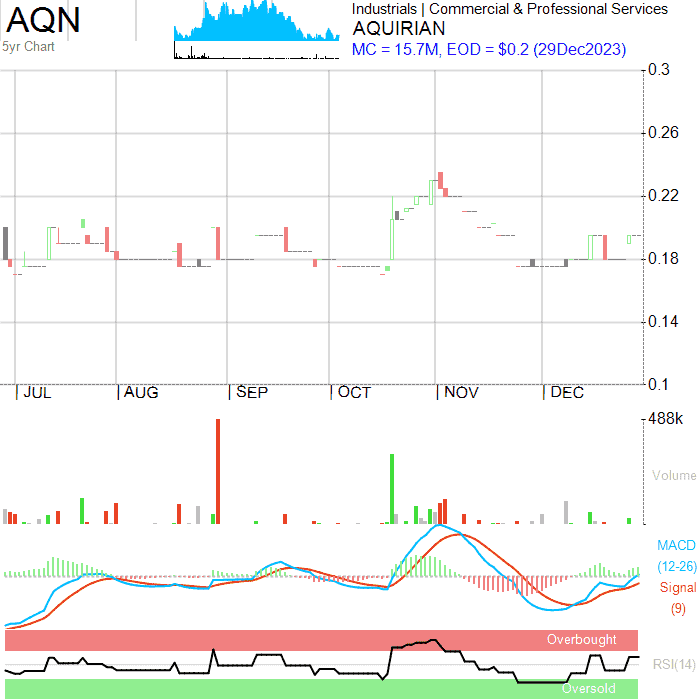 AQN
5yr Chart
Industrials | Commercial & Professional Services
AQUIRIAN
MC = 15.7M, EOD = $0.2 (29Dec2023)
0.3
0.26
0.22
0.18
0.14
0.1
| JUL | AUG | SEP | OCT | NOV | DEC
488k
Volume
MACD
(12-26)
Signal
(9)
Overbought
RSI(14)
Oversold